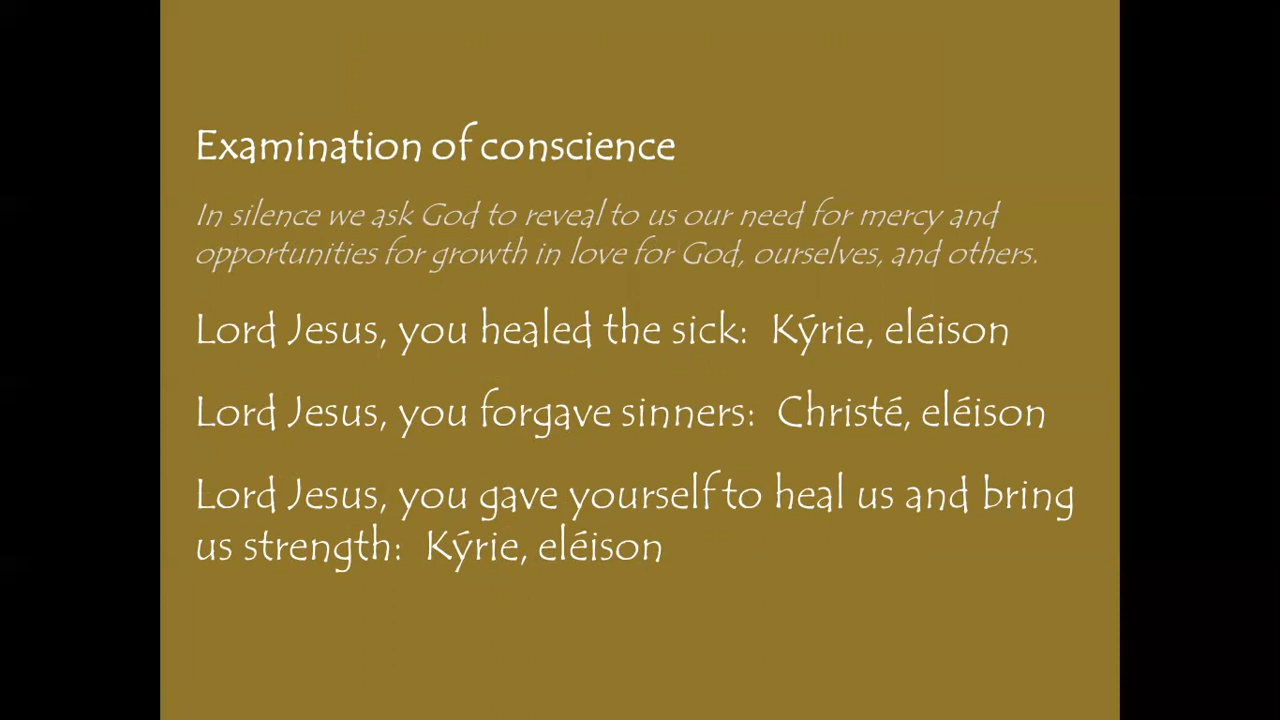 Examination of conscience
In silence we ask God to reveal to us our need for mercy and
opportunities for growth in love for God, ourselves, and others.
Lord Jesus, you healed the sick:  Kýrie, eléison
Lord Jesus, you forgave sinners:  Christé, eléison
Lord Jesus, you gave yourself to heal us and bring
us strength:  Kýrie, eléison